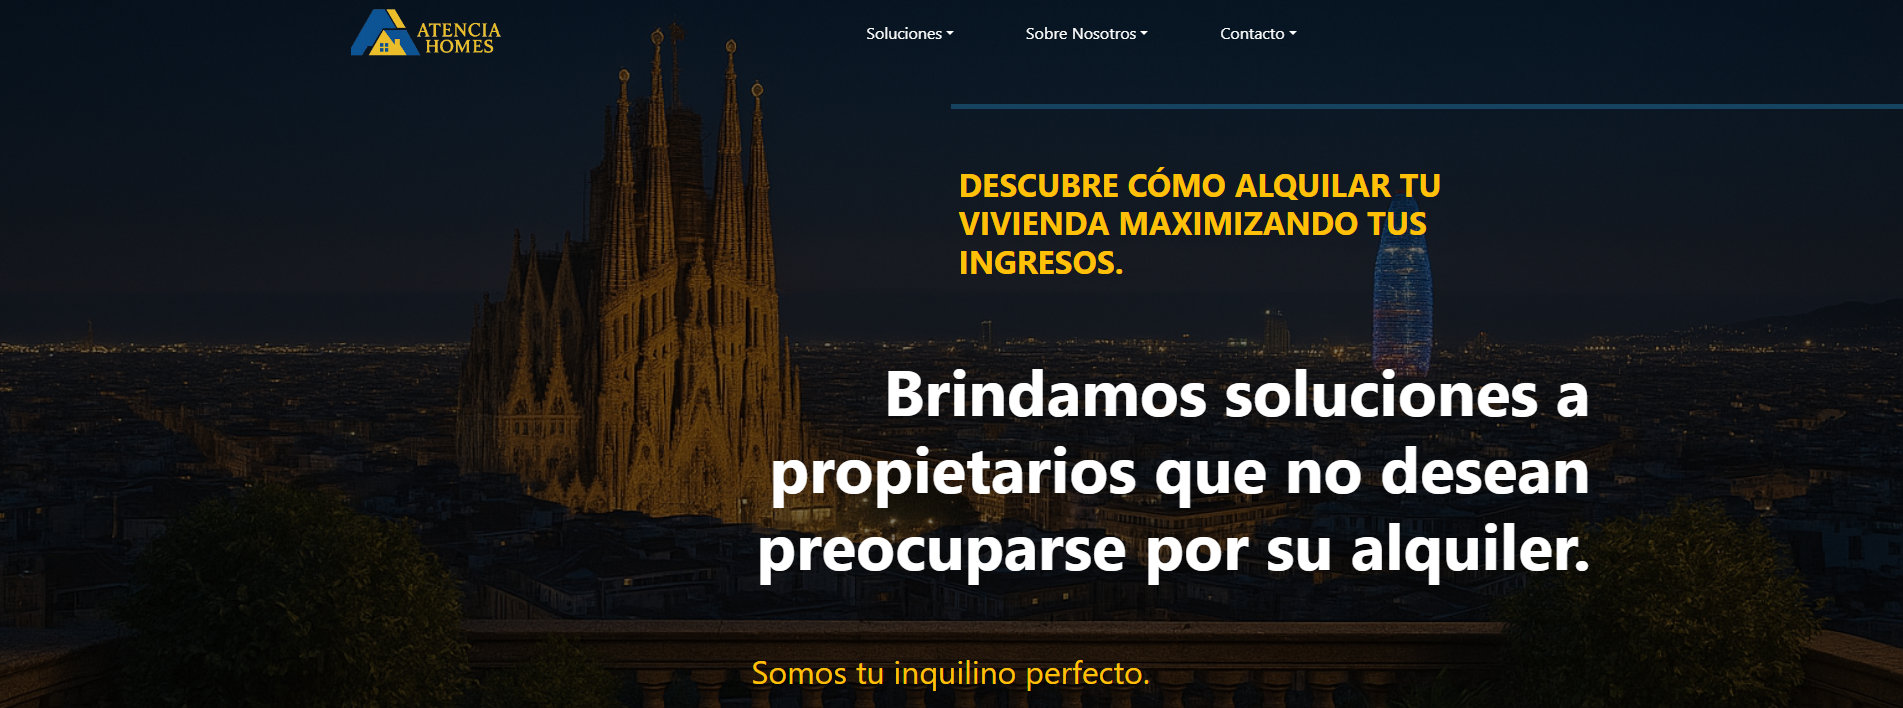 ATENCIA
HOMES
Soluciones
Sobre Nosotros
Contacto
DESCUBRE CÓMO ALQUILAR TU
VIVIENDA MAXIMIZANDO TUS
INGRESOS.
Brindamos soluciones a
propietarios que no desean
preocuparse por su alquiler.
Somos tu inquilino perfecto.